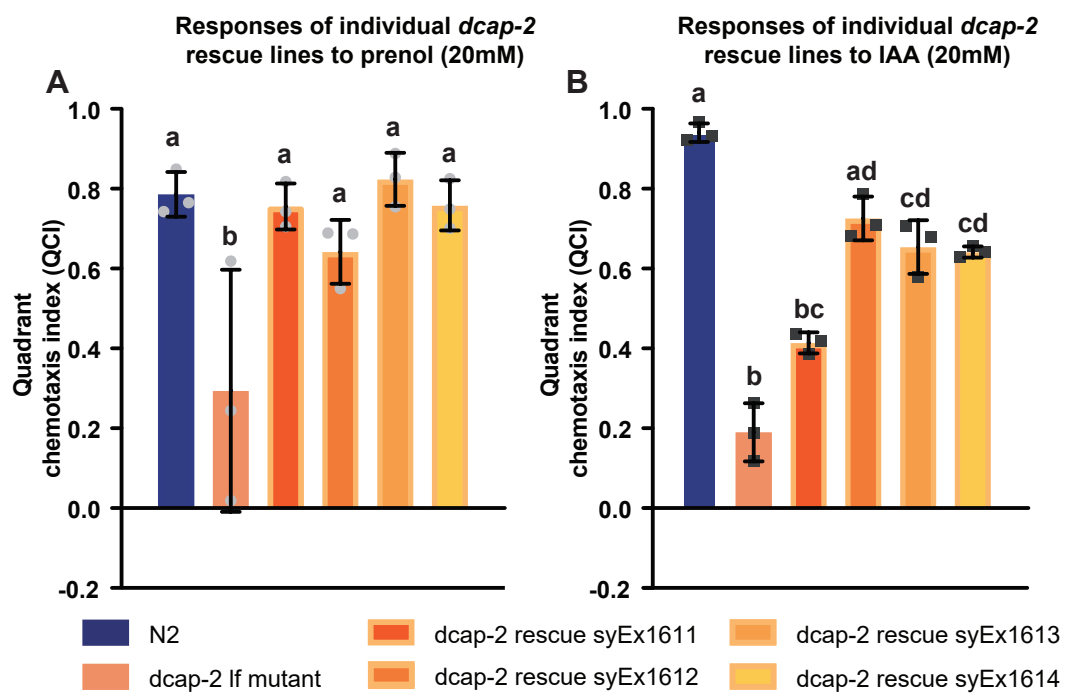 Responses of individual dcap-2
rescue lines to prenol (20mM)
A
Quadrant
chemotaxis index (QCI)
1.0
0.8
0.6
0.4
0.2
0.0
-0.2
a
b
a
a
a
a
Responses of individual dcap-2
rescue lines to IAA (20mM)
B
Quadrant
chemotaxis index (QCI)
1.0
0.8
0.6
0.4
0.2
0.0
-0.2
a
b
bc
ad
cd
cd
N2
dcap-2 lf mutant
dcap-2 rescue syEx1611
dcap-2 rescue syEx1612
dcap-2 rescue syEx1613
dcap-2 rescue syEx1614